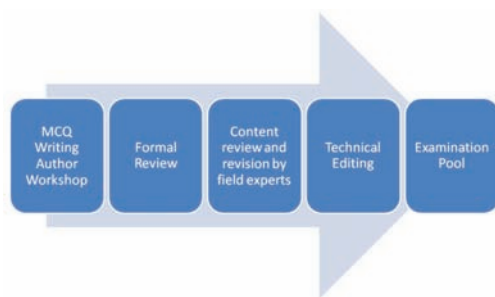 MCQ
Writing
Author
Workshop
Formal
Review
Content
review and
revision by
field experts
Technical
Editing
Examination
Pool